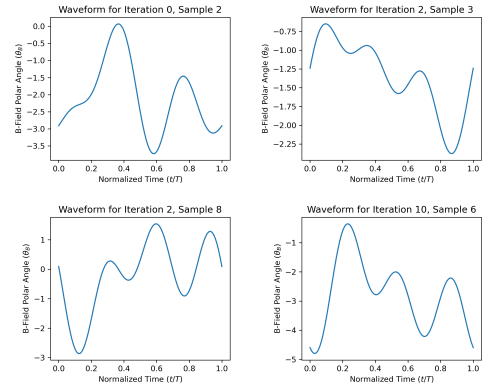 Waveform for Iteration 0, Sample 2
B-Field Polar Angle (θ_B)
0.0
−0.5
−1.0
−1.5
−2.0
−2.5
−3.0
−3.5
0.0 0.2 0.4 0.6 0.8 1.0
Normalized Time (t/T)
Waveform for Iteration 2, Sample 3
B-Field Polar Angle (θ_B)
−0.75
−1.00
−1.25
−1.50
−1.75
−2.00
−2.25
0.0 0.2 0.4 0.6 0.8 1.0
Normalized Time (t/T)
Waveform for Iteration 2, Sample 8
B-Field Polar Angle (θ_B)
1
0
−1
−2
−3
0.0 0.2 0.4 0.6 0.8 1.0
Normalized Time (t/T)
Waveform for Iteration 10, Sample 6
B-Field Polar Angle (θ_B)
−1
−2
−3
−4
−5
0.0 0.2 0.4 0.6 0.8 1.0
Normalized Time (t/T)